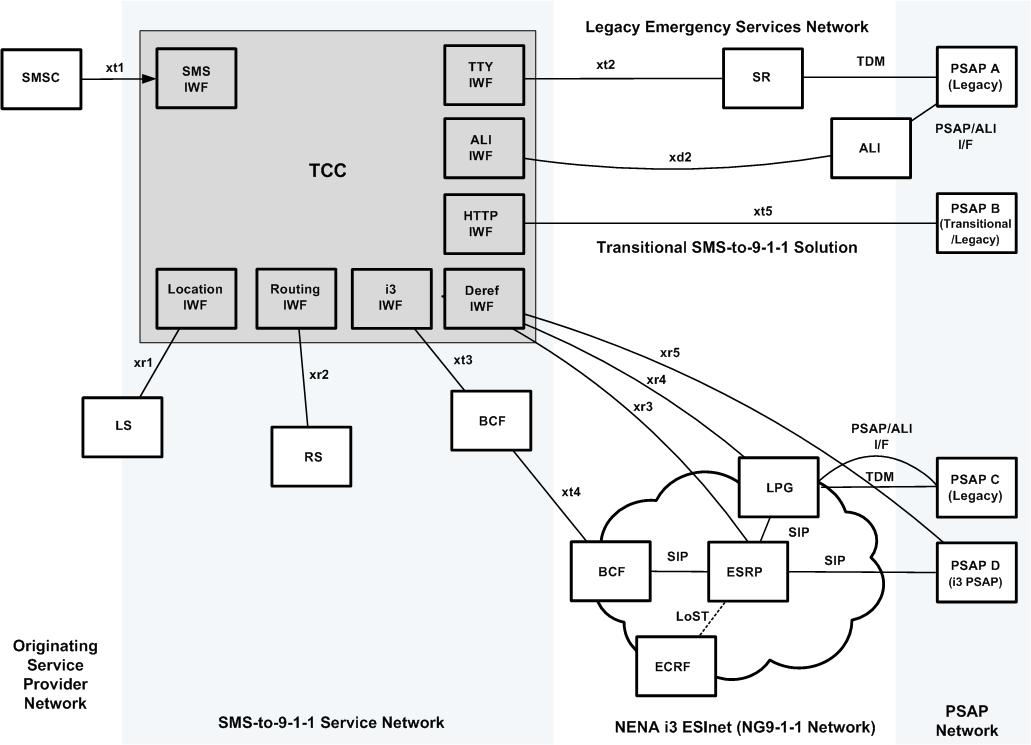 Legacy Emergency Services Network
SMSC
xt1
SMS
IWF
TTY
IWF
xt2
SR
TDM
PSAP A
(Legacy)
TCC
ALI
IWF
xd2
ALI
PSAP/ALI
I/F
HTTP
IWF
xt5
PSAP B
(Transitional
/Legacy)
Transitional SMS-to-9-1-1 Solution
Location
IWF
Routing
IWF
i3
IWF
Deref
IWF
xr1
xr2
xt3
xr5
xr4
xr3
LS
RS
BCF
xt4
PSAP/ALI
I/F
LPG
TDM
PSAP C
(Legacy)
SIP
BCF
SIP
ESRP
SIP
PSAP D
(i3 PSAP)
LoST
ECRF
Originating
Service
Provider
Network
SMS-to-9-1-1 Service Network
NENA i3 ESInet (NG9-1-1 Network)
PSAP
Network